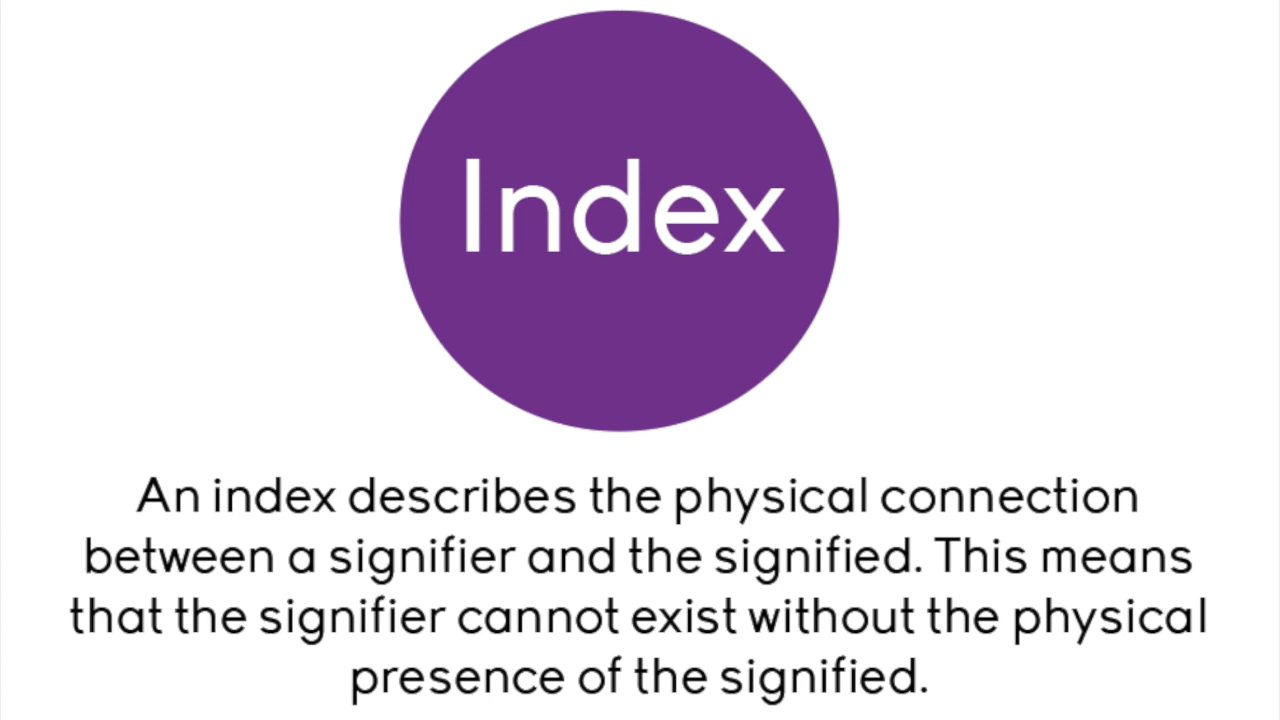 Index
An index describes the physical connection
between a signifier and the signified. This means
that the signifier cannot exist without the physical
presence of the signified.